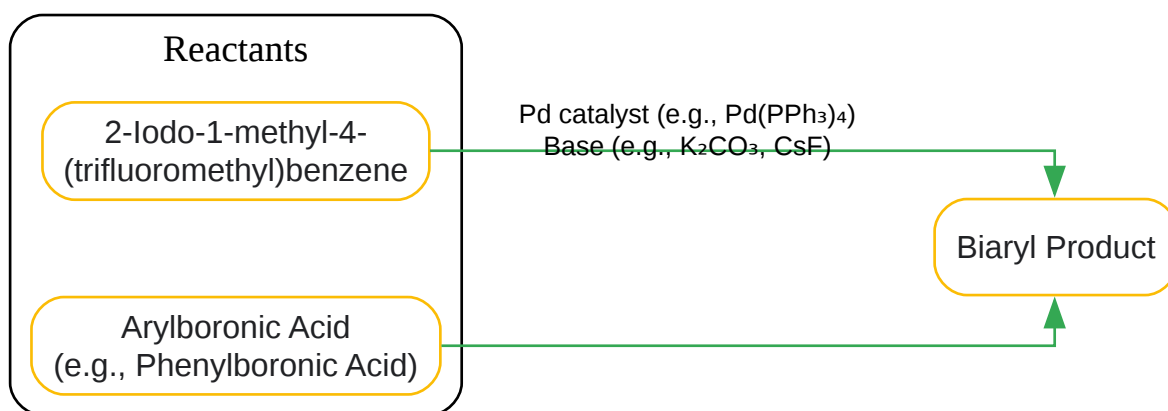 Reactants
2-Iodo-1-methyl-4-
(trifluoromethyl)benzene
Pd catalyst (e.g., Pd(PPh₃)₄)
Base (e.g., K₂CO₃, CsF)
Biaryl Product
Arylboronic Acid
(e.g., Phenylboronic Acid)